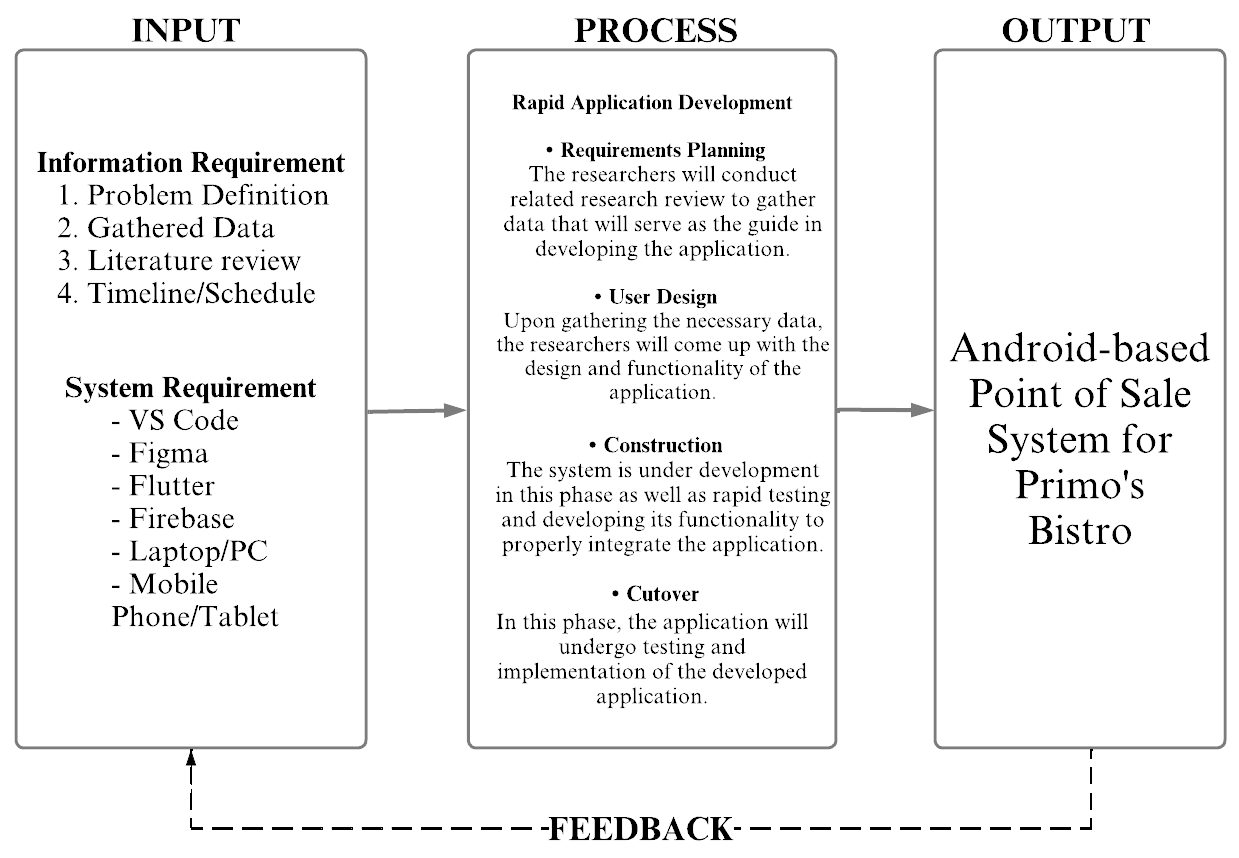 INPUT
Information Requirement
1. Problem Definition
2. Gathered Data
3. Literature review
4. Timeline/Schedule
System Requirement
- VS Code
- Figma
- Flutter
- Firebase
- Laptop/PC
- Mobile
Phone/Tablet
PROCESS
Rapid Application Development
• Requirements Planning
The researchers will conduct
related research review to gather
data that will serve as the guide in
developing the application.
• User Design
Upon gathering the necessary data,
the researchers will come up with the
design and functionality of the
application.
• Construction
The system is under development
in this phase as well as rapid testing
and developing its functionality to
properly integrate the application.
• Cutover
In this phase, the application will
undergo testing and
implementation of the developed
application.
OUTPUT
Android-based
Point of Sale
System for
Primo's
Bistro
FEEDBACK